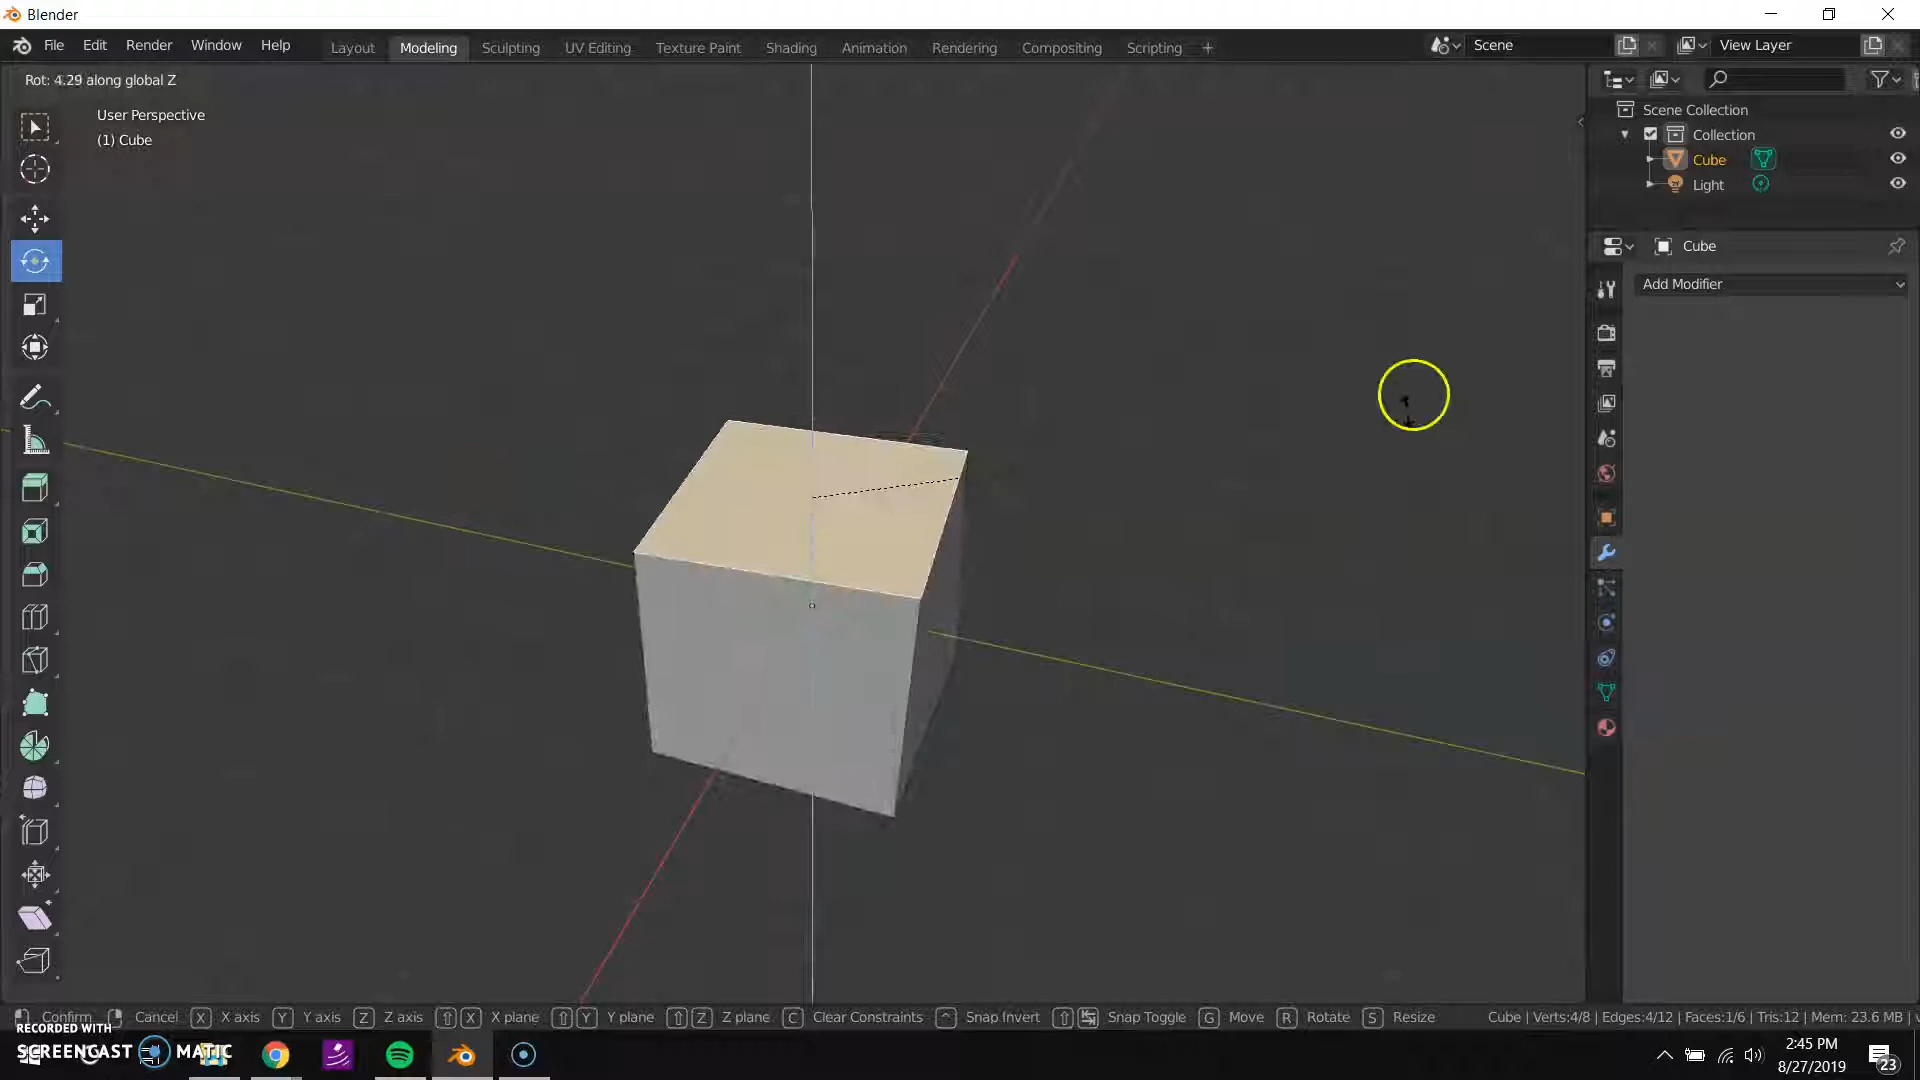 Blender
File Edit Render Window Help Layout Modeling Sculpting UV Editing Texture Paint Shading Animation Rendering Compositing Scripting + Scene View Layer
Rot: 4.29 along global Z
User Perspective
(1) Cube
Scene Collection
Collection
Cube
Light
Cube
Add Modifier
Confirm Cancel X X axis Y Y axis Z Z axis X X plane Y Y plane Z Z plane C Clear Constraints ^ Snap Invert Snap Toggle G Move R Rotate S Resize Cube | Verts:4/8 | Edges:4/12 | Faces:1/6 | Tris:12 | Mem: 23.6 MB | v
RECORDED WITH
SCREENCAST MATIC
2:45 PM
8/27/2019
23